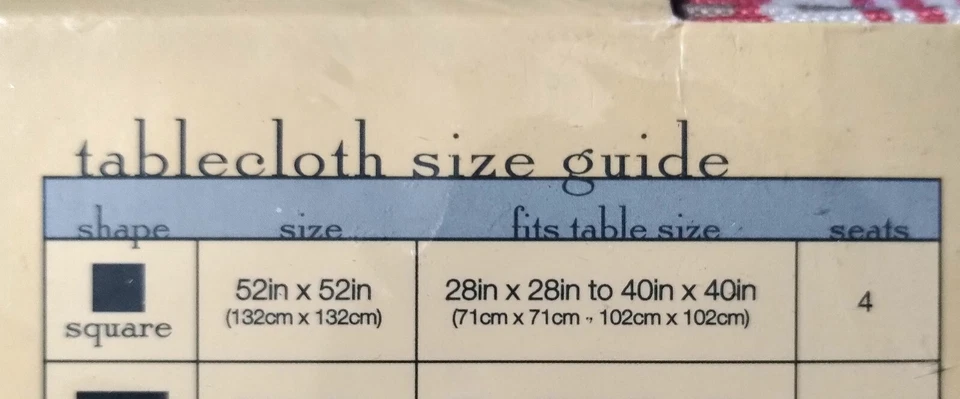 tablecloth size guide
shape size fits table size seats
52in x 52in 28in x 28in to 40in x 40in 4
square (132cm x 132cm) (71cm x 71cm - 102cm x 102cm)